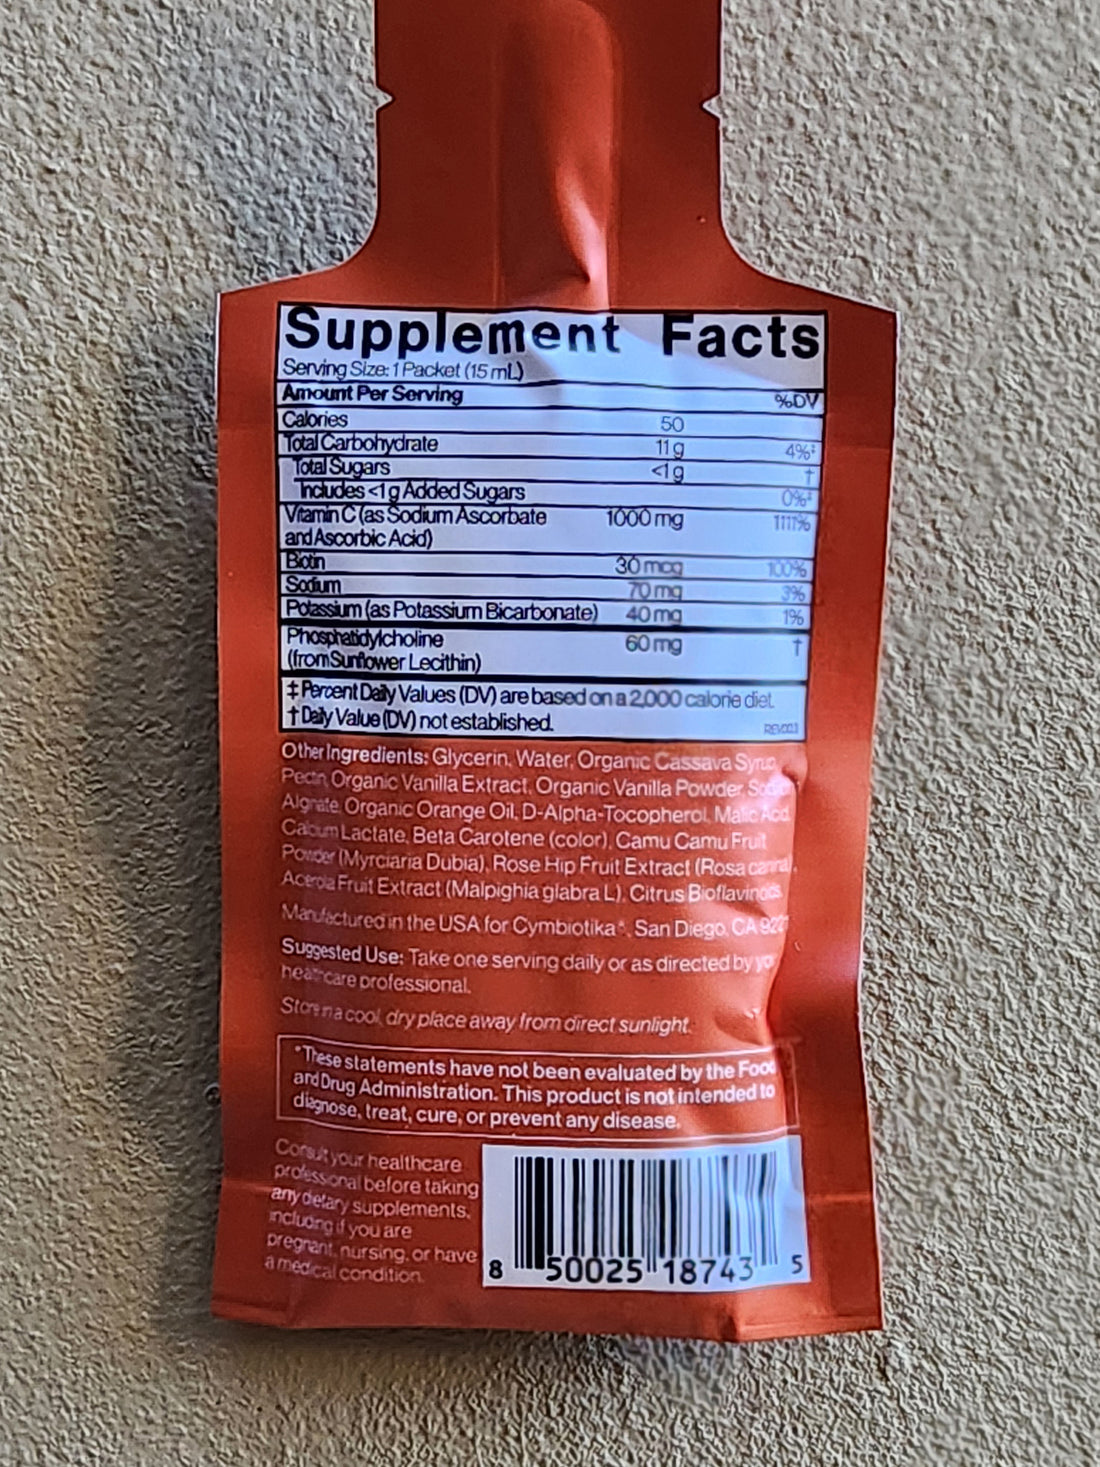 Supplement Facts
Serving Size: 1 Packet (15 mL)
Amount Per Serving %DV
Calories 50
Total Carbohydrate 11 g 4%‡
Total Sugars <1 g †
Includes <1 g Added Sugars 0%‡
Vitamin C (as Sodium Ascorbate 1000 mg 1111%
and Ascorbic Acid)
Biotin 30 mcg 100%
Sodium 70 mg 3%
Potassium (as Potassium Bicarbonate) 40 mg 1%
Phosphatidylcholine 60 mg †
(from Sunflower Lecithin)
‡ Percent Daily Values (DV) are based on a 2,000 calorie diet.
† Daily Value (DV) not established.
Other Ingredients: Glycerin, Water, Organic Cassava Syrup,
Pectin, Organic Vanilla Extract, Organic Vanilla Powder, Sodium
Alginate, Organic Orange Oil, D-Alpha-Tocopherol, Malic Acid,
Calcium Lactate, Beta Carotene (color), Camu Camu Fruit
Powder (Myrciaria Dubia), Rose Hip Fruit Extract (Rosa canina),
Acerola Fruit Extract (Malpighia glabra L), Citrus Bioflavinoids.
Manufactured in the USA for Cymbiotika®, San Diego, CA
Suggested Use: Take one serving daily or as directed by
healthcare professional.
Store in a cool, dry place away from direct sunlight.
*These statements have not been evaluated by the Food
and Drug Administration. This product is not intended to
diagnose, treat, cure, or prevent any disease.
Consult your healthcare
professional before taking
any dietary supplements,
including if you are
pregnant, nursing, or have
a medical condition.
8 50025 18743 5